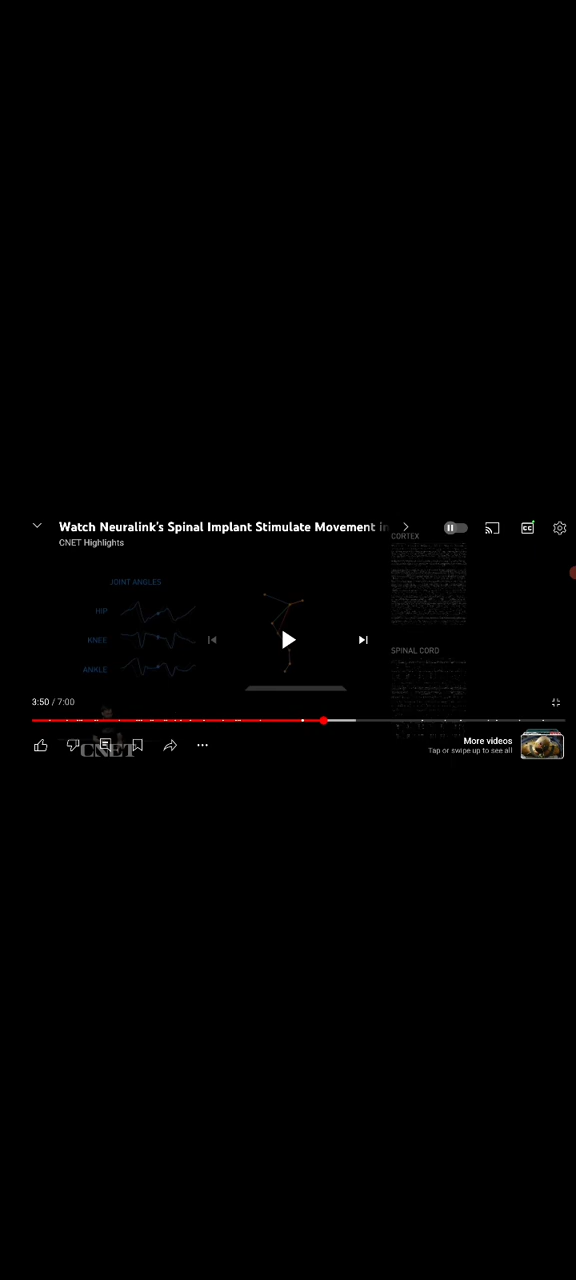 Watch Neuralink's Spinal Implant Stimulate Movement in
CNET Highlights
CC
CORTEX
JOINT ANGLES
HIP
KNEE
ANKLE
SPINAL CORD
3:50 / 7:00
CNET
More videos
Tap or swipe up to see all